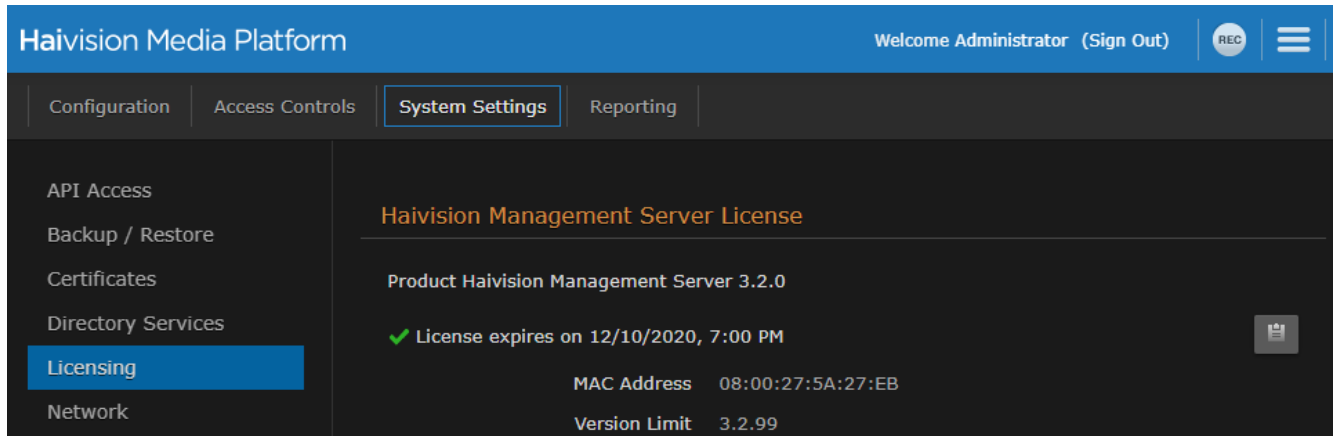 Haivision Media Platform
Welcome Administrator (Sign Out)
REC
Configuration
Access Controls
System Settings
Reporting
API Access
Backup / Restore
Certificates
Directory Services
Licensing
Network
Haivision Management Server License
Product Haivision Management Server 3.2.0
License expires on 12/10/2020, 7:00 PM
MAC Address 08:00:27:5A:27:EB
Version Limit 3.2.99